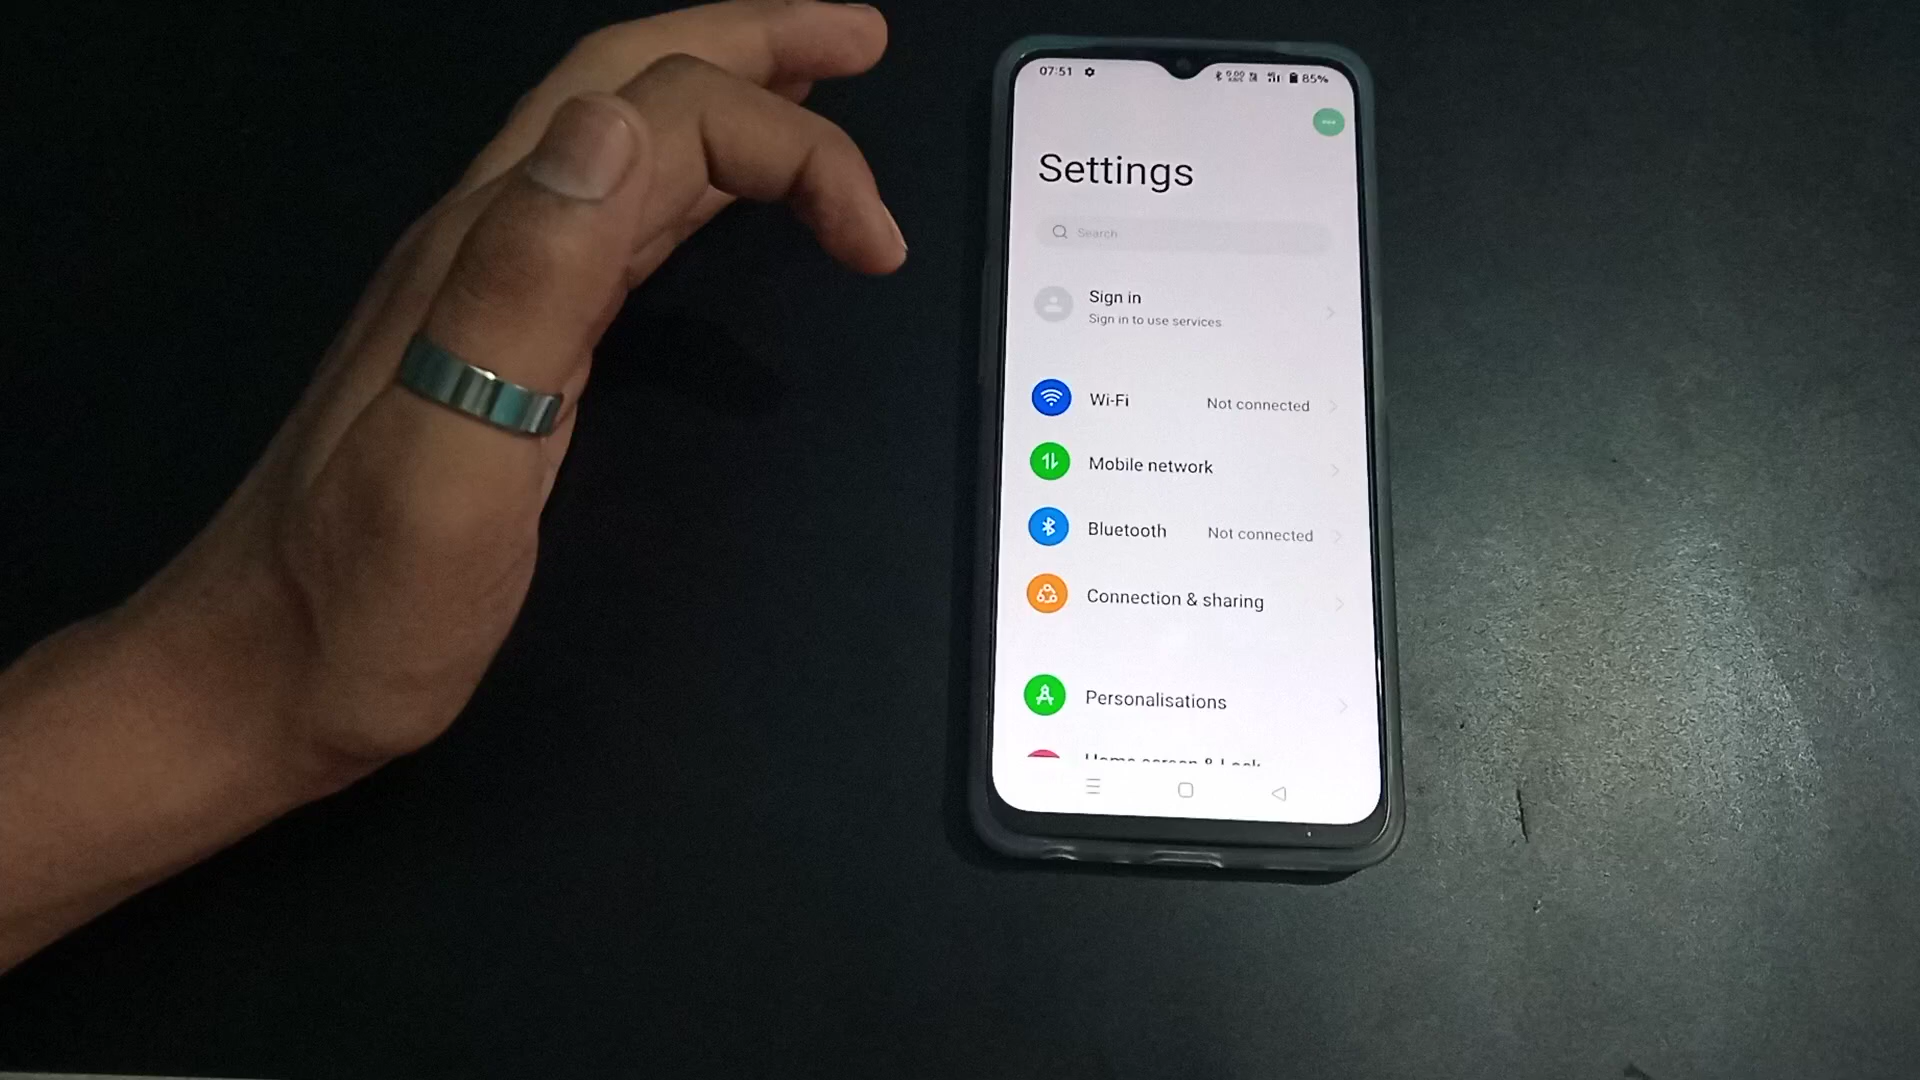 07:51 85%
Settings
Search
Sign in
Sign in to use services
Wi-Fi Not connected
Mobile network
Bluetooth Not connected
Connection & sharing
Personalisations